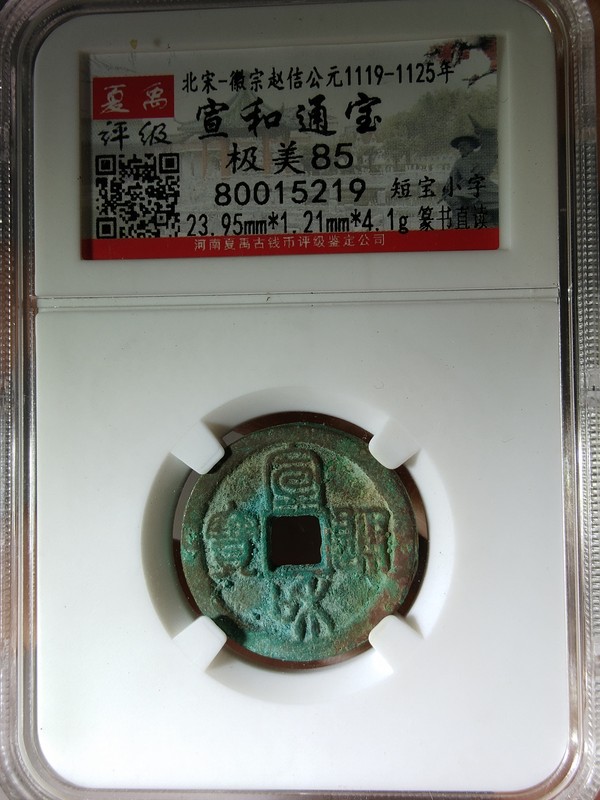 夏禹
评级
北宋-徽宗赵佶公元1119-1125年
宣和通宝
极美85
80015219 短宝小字
23.95mm*1.21mm*4.1g 篆书直读
河南夏禹古钱币评级鉴定公司
宣
和
通
寶